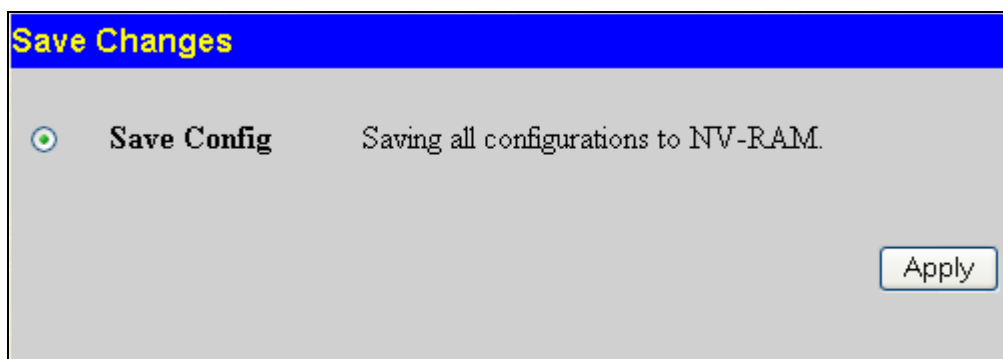 Save Changes
Save Config Saving all configurations to NV-RAM.
Apply